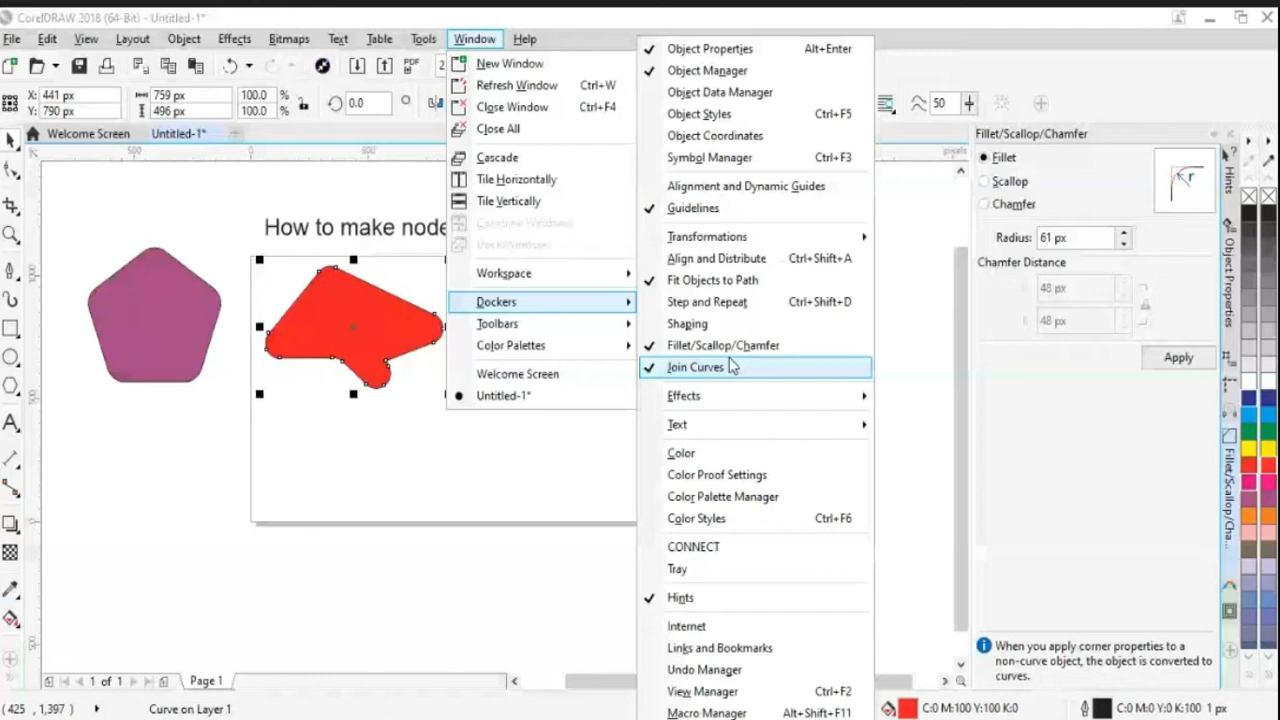 CorelDRAW 2018 (64-Bit) - Untitled-1*
File Edit View Layout Object Effects Bitmaps Text Table Tools Window Help
X: 441 px
Y: 790 px
759 px
496 px
100.0 %
100.0 %
0.0
50
Welcome Screen
Untitled-1*
500
0
500
pixels
How to make node
New Window
Refresh Window Ctrl+W
Close Window Ctrl+F4
Close All
Cascade
Tile Horizontally
Tile Vertically
Combine Windows
Dock Window
Workspace
Dockers
Toolbars
Color Palettes
Welcome Screen
Untitled-1*
Object Properties Alt+Enter
Object Manager
Object Data Manager
Object Styles Ctrl+F5
Object Coordinates
Symbol Manager Ctrl+F3
Alignment and Dynamic Guides
Guidelines
Transformations
Align and Distribute Ctrl+Shift+A
Fit Objects to Path
Step and Repeat Ctrl+Shift+D
Shaping
Fillet/Scallop/Chamfer
Join Curves
Effects
Text
Color
Color Proof Settings
Color Palette Manager
Color Styles Ctrl+F6
CONNECT
Tray
Hints
Internet
Links and Bookmarks
Undo Manager
View Manager Ctrl+F2
Macro Manager Alt+Shift+F11
Fillet/Scallop/Chamfer
Fillet
Scallop
Chamfer
r
Radius: 61 px
Chamfer Distance
48 px
48 px
Apply
When you apply corner properties to a
non-curve object, the object is converted to
curves.
Hints
Object Properties
Fillet/Scallop/Cha...
1 of 1
Page 1
(425 , 1,397)
Curve on Layer 1
C:0 M:100 Y:100 K:0
C:0 M:0 Y:0 K:100 1 px